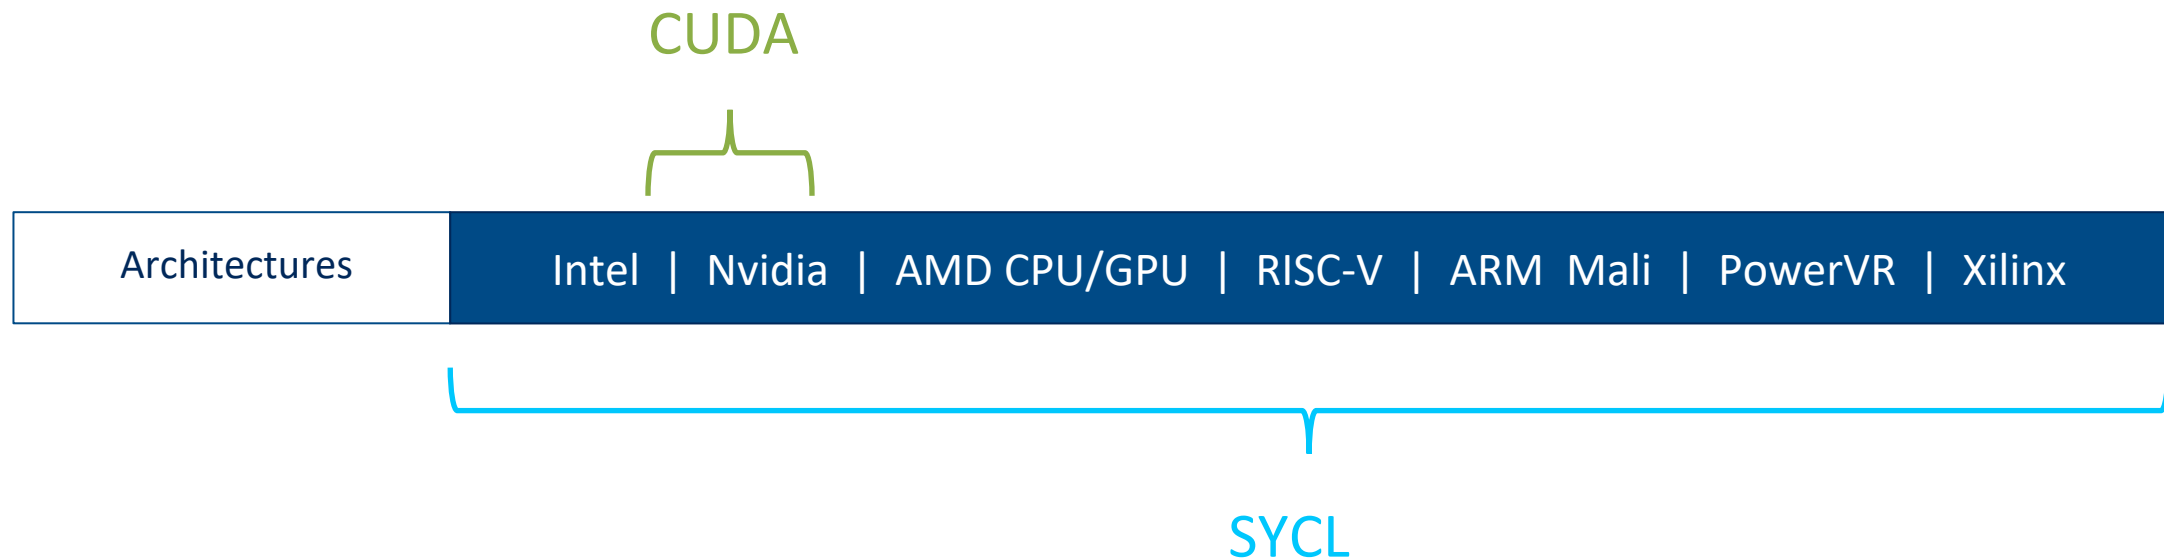 CUDA
Architectures
Intel | Nvidia | AMD CPU/GPU | RISC-V | ARM Mali | PowerVR | Xilinx
SYCL